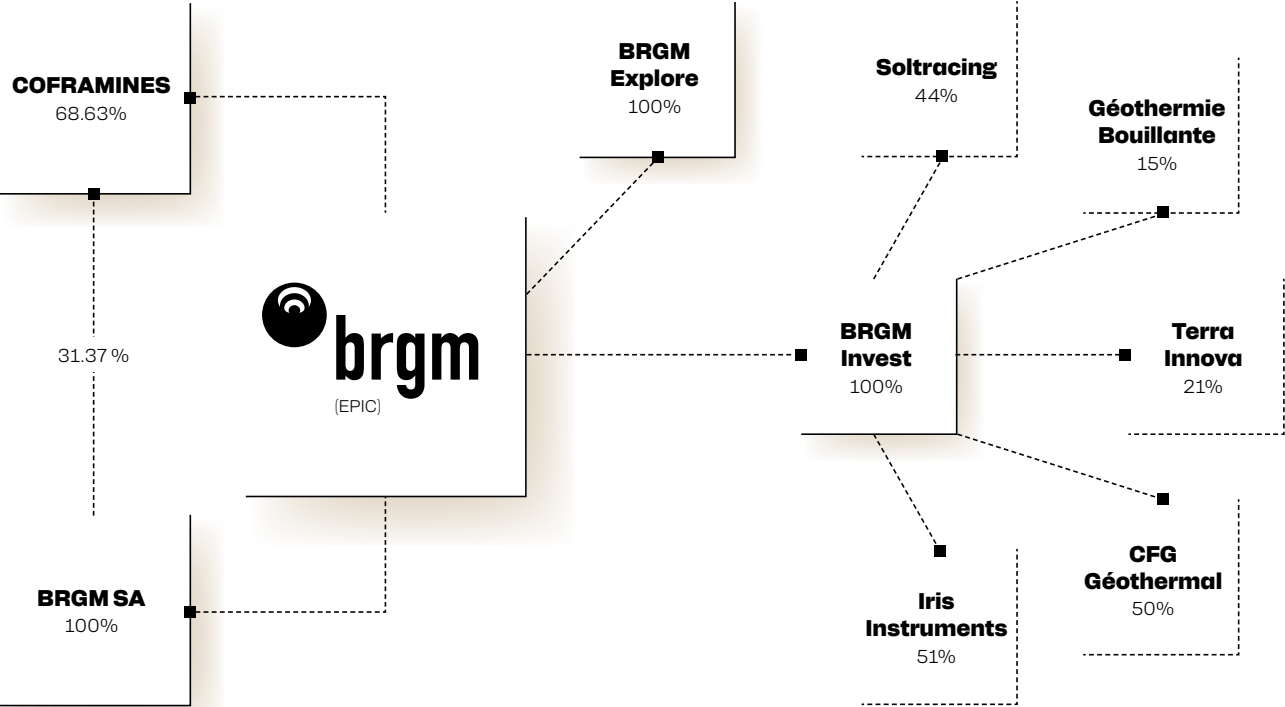 COFRAMINES
68.63%
31.37 %
BRGM SA
100%
brgm
(EPIC)
BRGM
Explore
100%
BRGM
Invest
100%
Soltracing
44%
Géothermie
Bouillante
15%
Terra
Innova
21%
CFG
Géothermal
50%
Iris
Instruments
51%